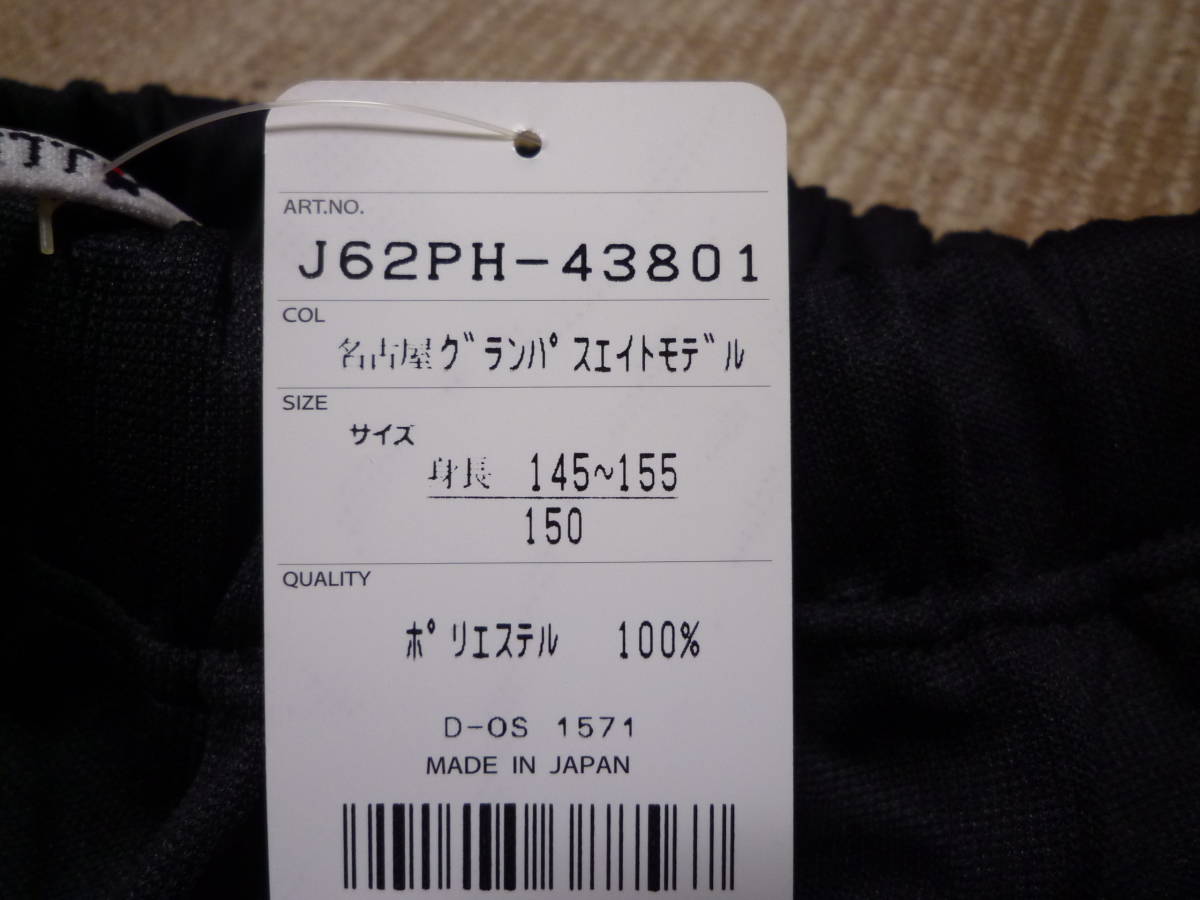 ART.NO.
J62PH-43801
COL
名古屋グランパスエイトモデル
SIZE
サイズ
身長 145~155
150
QUALITY
ポリエステル 100%
D-OS 1571
MADE IN JAPAN